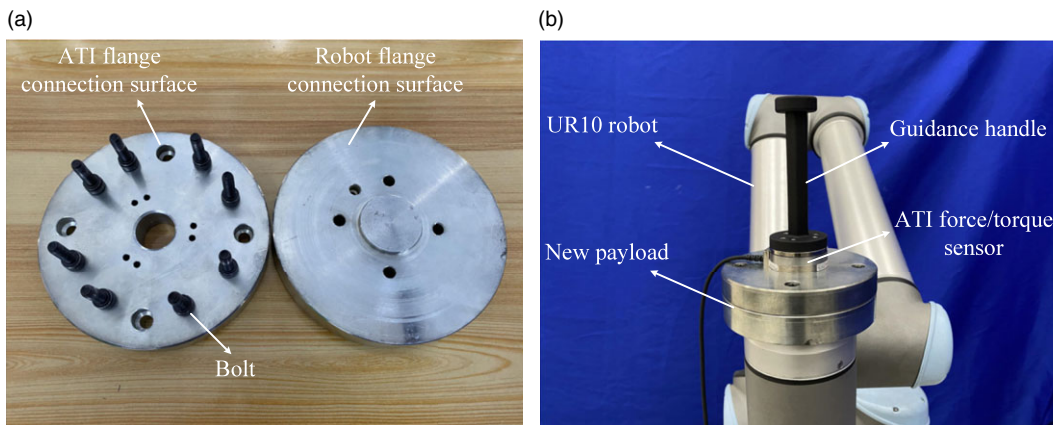 (a)
ATI flange
connection surface
Robot flange
connection surface
Bolt
(b)
UR10 robot
Guidance handle
New payload
ATI force/torque
sensor